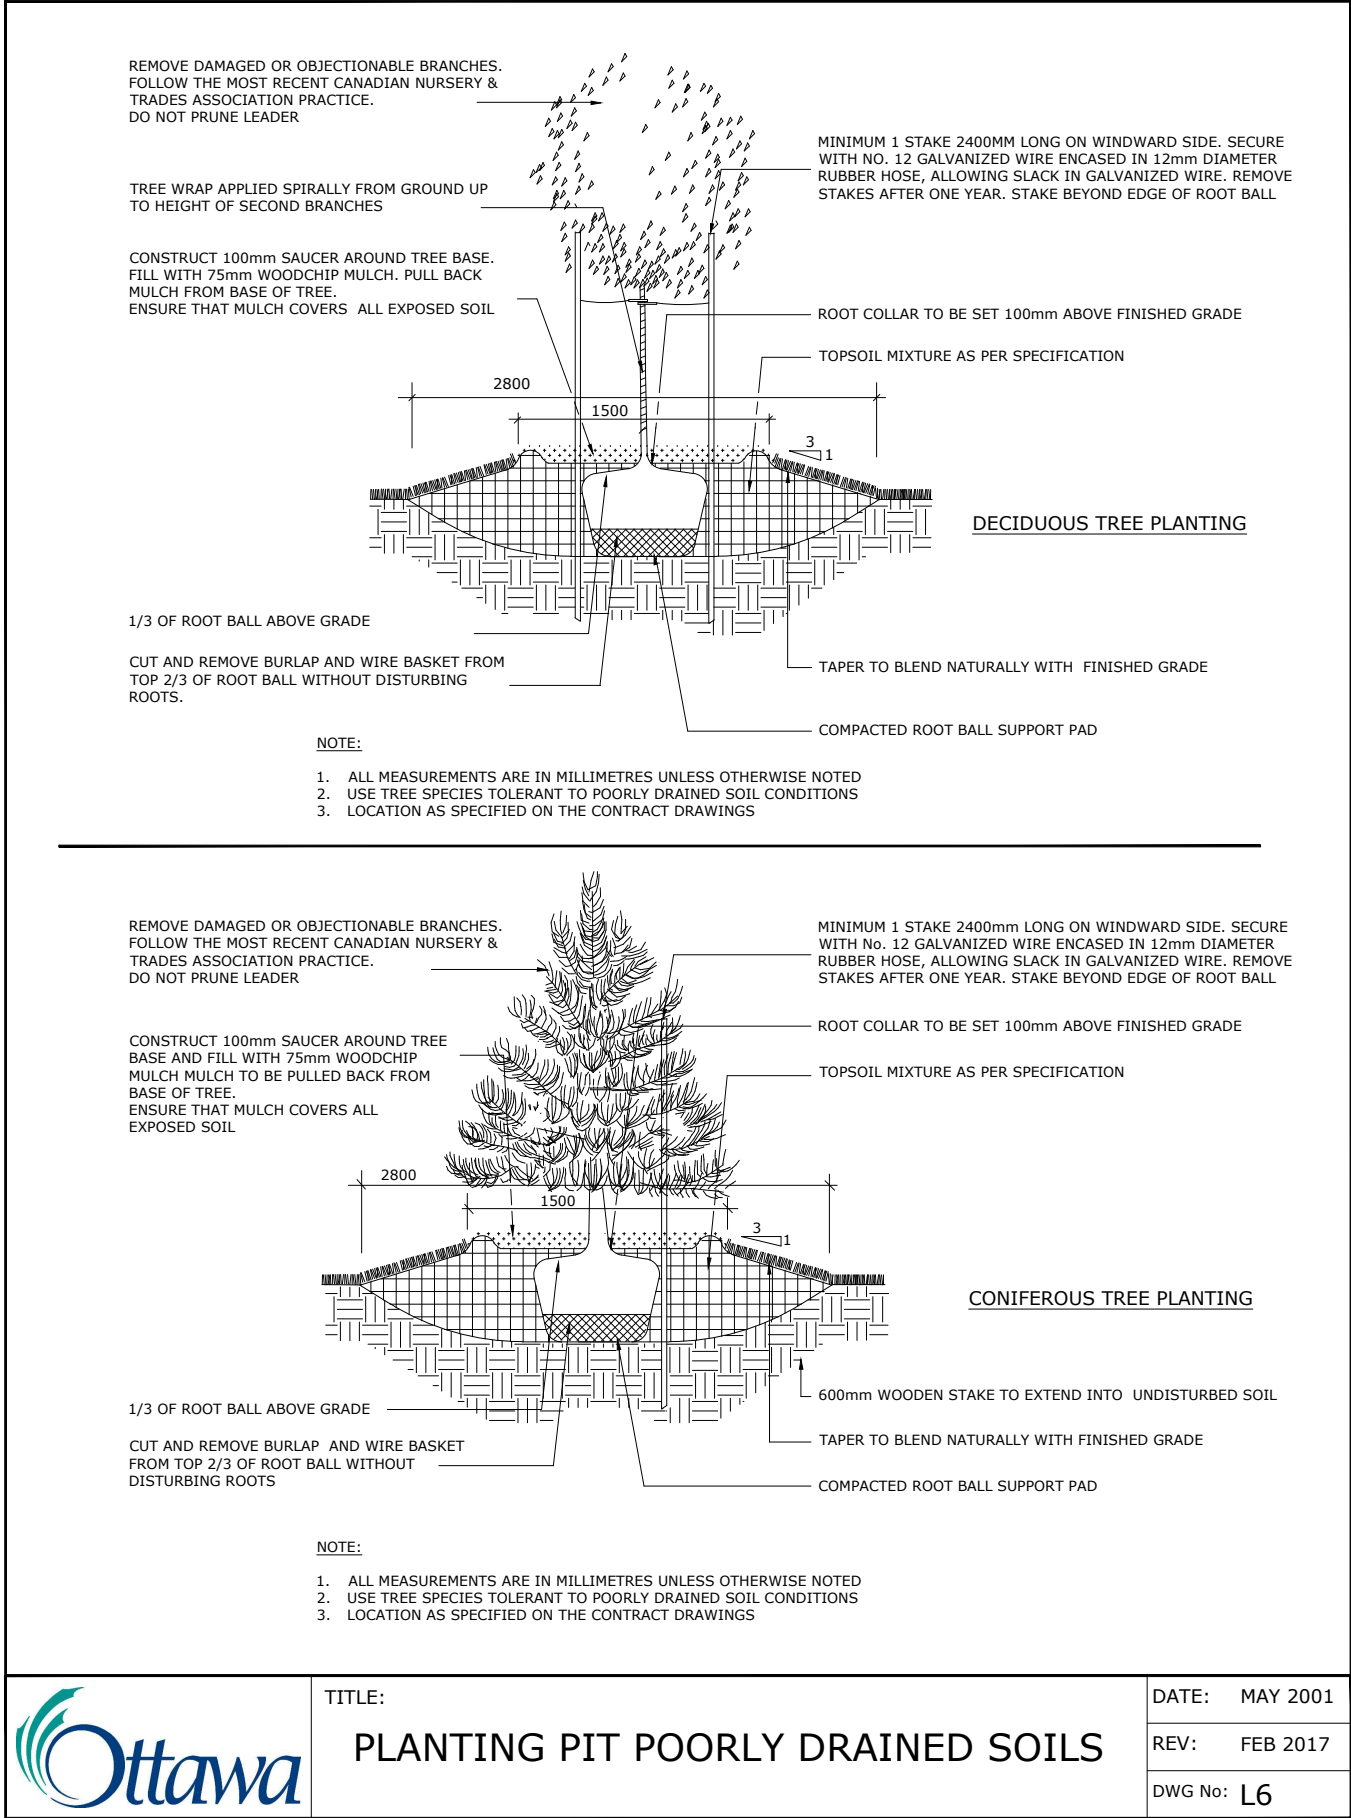 REMOVE DAMAGED OR OBJECTIONABLE BRANCHES.
FOLLOW THE MOST RECENT CANADIAN NURSERY &
TRADES ASSOCIATION PRACTICE.
DO NOT PRUNE LEADER
MINIMUM 1 STAKE 2400MM LONG ON WINDWARD SIDE. SECURE
WITH NO. 12 GALVANIZED WIRE ENCASED IN 12mm DIAMETER
RUBBER HOSE, ALLOWING SLACK IN GALVANIZED WIRE. REMOVE
STAKES AFTER ONE YEAR. STAKE BEYOND EDGE OF ROOT BALL
TREE WRAP APPLIED SPIRALLY FROM GROUND UP
TO HEIGHT OF SECOND BRANCHES
CONSTRUCT 100mm SAUCER AROUND TREE BASE.
FILL WITH 75mm WOODCHIP MULCH. PULL BACK
MULCH FROM BASE OF TREE.
ENSURE THAT MULCH COVERS ALL EXPOSED SOIL
ROOT COLLAR TO BE SET 100mm ABOVE FINISHED GRADE
TOPSOIL MIXTURE AS PER SPECIFICATION
2800
1500
3
1
DECIDUOUS TREE PLANTING
1/3 OF ROOT BALL ABOVE GRADE
CUT AND REMOVE BURLAP AND WIRE BASKET FROM
TOP 2/3 OF ROOT BALL WITHOUT DISTURBING
ROOTS.
TAPER TO BLEND NATURALLY WITH FINISHED GRADE
COMPACTED ROOT BALL SUPPORT PAD
NOTE:
1. ALL MEASUREMENTS ARE IN MILLIMETRES UNLESS OTHERWISE NOTED
2. USE TREE SPECIES TOLERANT TO POORLY DRAINED SOIL CONDITIONS
3. LOCATION AS SPECIFIED ON THE CONTRACT DRAWINGS
REMOVE DAMAGED OR OBJECTIONABLE BRANCHES.
FOLLOW THE MOST RECENT CANADIAN NURSERY &
TRADES ASSOCIATION PRACTICE.
DO NOT PRUNE LEADER
MINIMUM 1 STAKE 2400mm LONG ON WINDWARD SIDE. SECURE
WITH No. 12 GALVANIZED WIRE ENCASED IN 12mm DIAMETER
RUBBER HOSE, ALLOWING SLACK IN GALVANIZED WIRE. REMOVE
STAKES AFTER ONE YEAR. STAKE BEYOND EDGE OF ROOT BALL
ROOT COLLAR TO BE SET 100mm ABOVE FINISHED GRADE
CONSTRUCT 100mm SAUCER AROUND TREE
BASE AND FILL WITH 75mm WOODCHIP
MULCH MULCH TO BE PULLED BACK FROM
BASE OF TREE.
ENSURE THAT MULCH COVERS ALL
EXPOSED SOIL
TOPSOIL MIXTURE AS PER SPECIFICATION
2800
1500
3
1
CONIFEROUS TREE PLANTING
600mm WOODEN STAKE TO EXTEND INTO UNDISTURBED SOIL
1/3 OF ROOT BALL ABOVE GRADE
CUT AND REMOVE BURLAP AND WIRE BASKET
FROM TOP 2/3 OF ROOT BALL WITHOUT
DISTURBING ROOTS
TAPER TO BLEND NATURALLY WITH FINISHED GRADE
COMPACTED ROOT BALL SUPPORT PAD
NOTE:
1. ALL MEASUREMENTS ARE IN MILLIMETRES UNLESS OTHERWISE NOTED
2. USE TREE SPECIES TOLERANT TO POORLY DRAINED SOIL CONDITIONS
3. LOCATION AS SPECIFIED ON THE CONTRACT DRAWINGS
Ottawa
TITLE:
PLANTING PIT POORLY DRAINED SOILS
DATE: MAY 2001
REV: FEB 2017
DWG No: L6